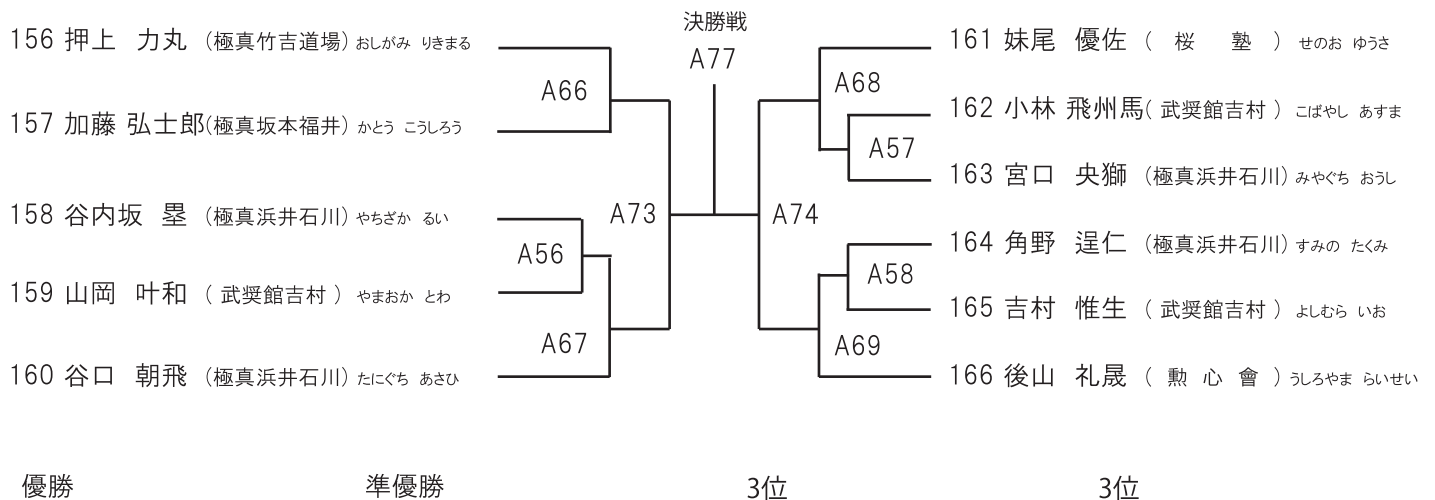 決勝戦
A77
156 押上 力丸 (極真竹吉道場) おしがみ りきまる
A66
157 加藤 弘士郎(極真坂本福井) かとう こうしろう
158 谷内坂 塁 (極真浜井石川) やちざか るい
A73
A56
159 山岡 叶和 ( 武奨館吉村 ) やまおか とわ
A67
160 谷口 朝飛 (極真浜井石川) たにぐち あさひ
161 妹尾 優佐 ( 桜 塾 ) せのお ゆうさ
A68
162 小林 飛州馬( 武奨館吉村 ) こばやし あすま
A57
163 宮口 央獅 (極真浜井石川) みやぐち おうし
A74
164 角野 逞仁 (極真浜井石川) すみの たくみ
A58
165 吉村 惟生 ( 武奨館吉村 ) よしむら いお
A69
166 後山 礼晟 ( 勲 心 會 ) うしろやま らいせい
優勝 準優勝 3位 3位